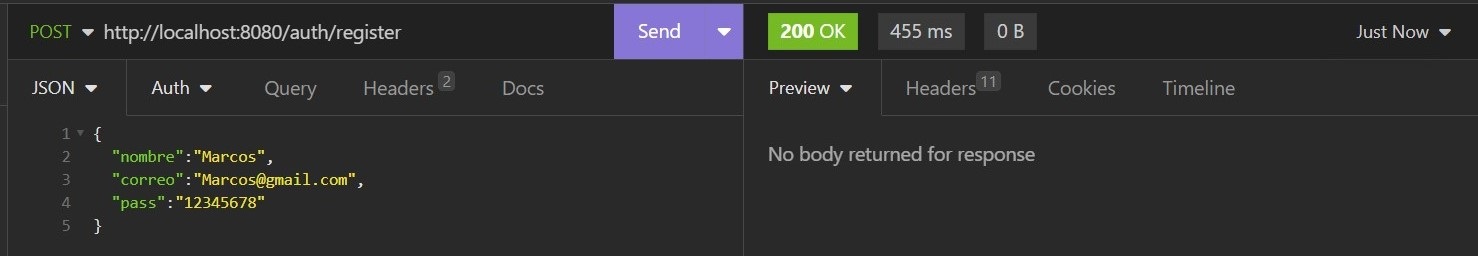 POST http://localhost:8080/auth/register Send 200 OK 455 ms 0 B Just Now
JSON Auth Query Headers 2 Docs Preview Headers 11 Cookies Timeline
1 {
2 "nombre":"Marcos",
3 "correo":"Marcos@gmail.com",
4 "pass":"12345678"
5 }
No body returned for response